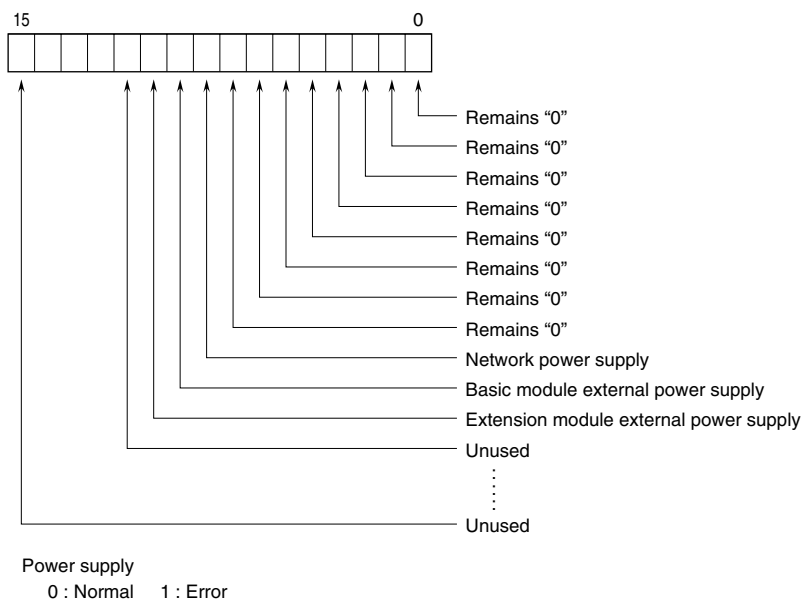 15 0
Remains “0”
Remains “0”
Remains “0”
Remains “0”
Remains “0”
Remains “0”
Remains “0”
Remains “0”
Network power supply
Basic module external power supply
Extension module external power supply
Unused
Unused
Power supply
0 : Normal 1 : Error